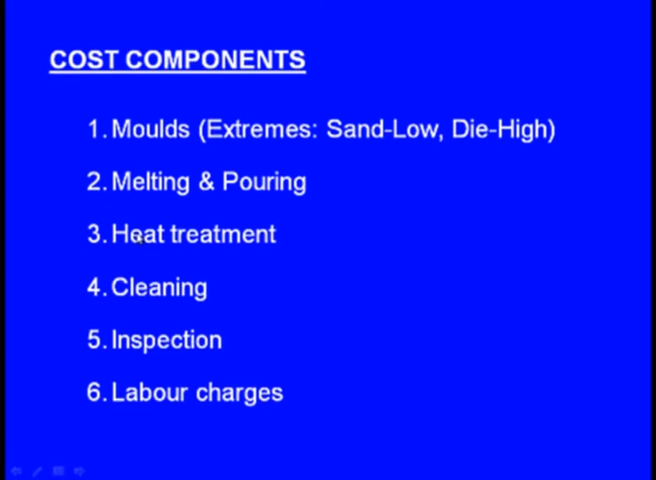 COST COMPONENTS
1. Moulds (Extremes: Sand-Low, Die-High)
2. Melting & Pouring
3. Heat treatment
4. Cleaning
5. Inspection
6. Labour charges